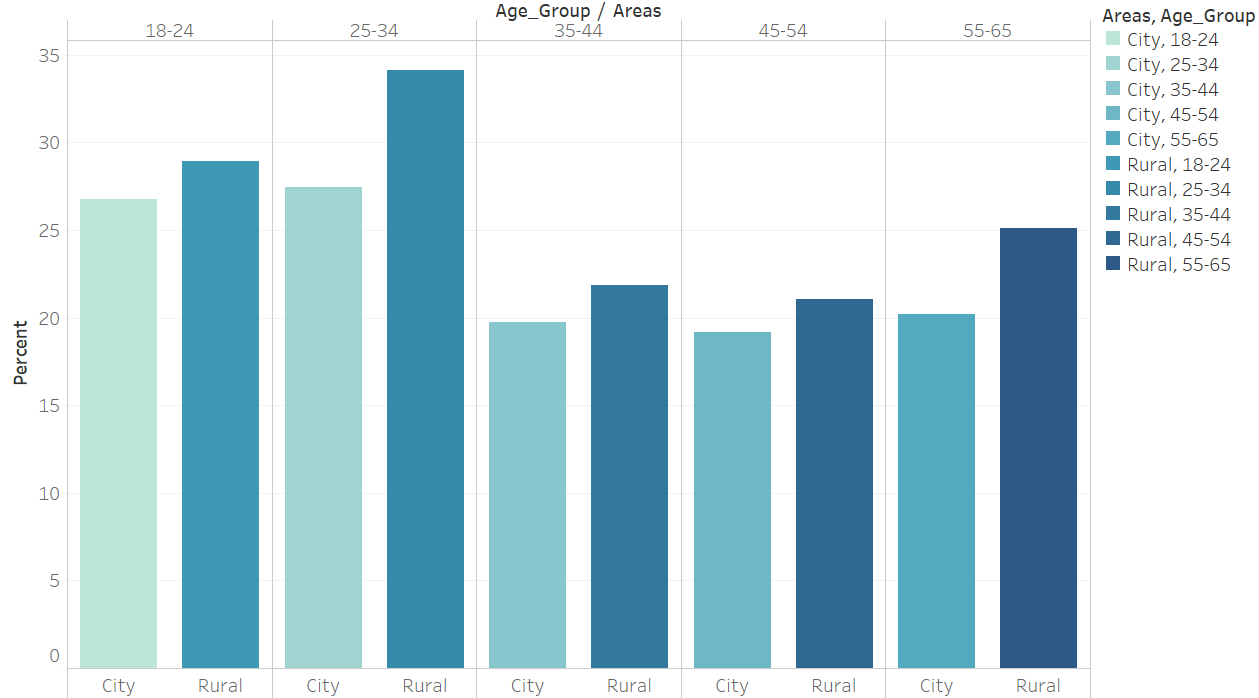 Age_Group / Areas
18-24 25-34 35-44 45-54 55-65
35
30
25
20
15
10
5
0
Percent
City Rural City Rural City Rural City Rural City Rural
Areas, Age_Group
City, 18-24
City, 25-34
City, 35-44
City, 45-54
City, 55-65
Rural, 18-24
Rural, 25-34
Rural, 35-44
Rural, 45-54
Rural, 55-65